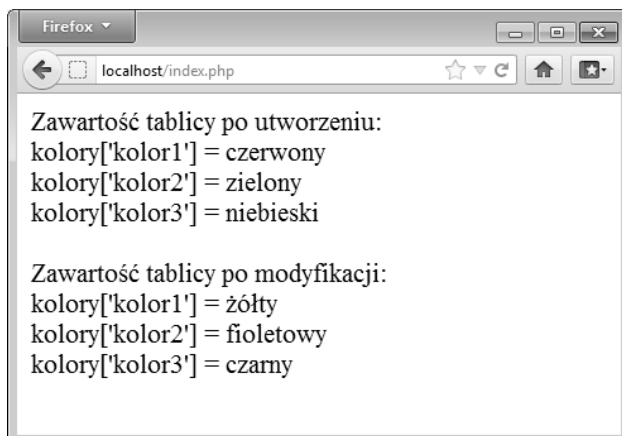 Firefox
localhost/index.php
Zawartość tablicy po utworzeniu:
kolory['kolor1'] = czerwony
kolory['kolor2'] = zielony
kolory['kolor3'] = niebieski
Zawartość tablicy po modyfikacji:
kolory['kolor1'] = żółty
kolory['kolor2'] = fioletowy
kolory['kolor3'] = czarny